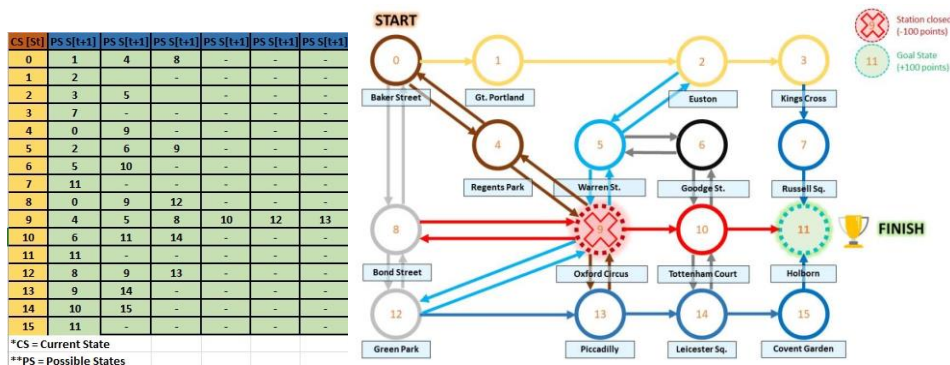 CS [St] PS S[t+1] PS S[t+1] PS S[t+1] PS S[t+1] PS S[t+1] PS S[t+1]
0 1 4 8 - - -
1 2 - - - -
2 3 5 - - - -
3 7 - - - - -
4 0 9 - - - -
5 2 6 9 - - -
6 5 10 - - - -
7 11 - - - - -
8 0 9 12 - - -
9 4 5 8 10 12 13
10 6 11 14 - - -
11 11 - - - - -
12 8 9 13 - - -
13 9 14 - - - -
14 10 15 - - - -
15 11 - - - - -
*CS = Current State
**PS = Possible States
START
Station closed
(-100 points)
11
Goal State
(+100 points)
0
1
2
3
Baker Street
Gt. Portland
Euston
Kings Cross
4
5
6
7
Regents Park
Warren St.
Goodge St.
Russell Sq.
8
9
10
11
FINISH
Bond Street
Oxford Circus
Tottenham Court
Holborn
12
13
14
15
Green Park
Piccadilly
Leicester Sq.
Covent Garden